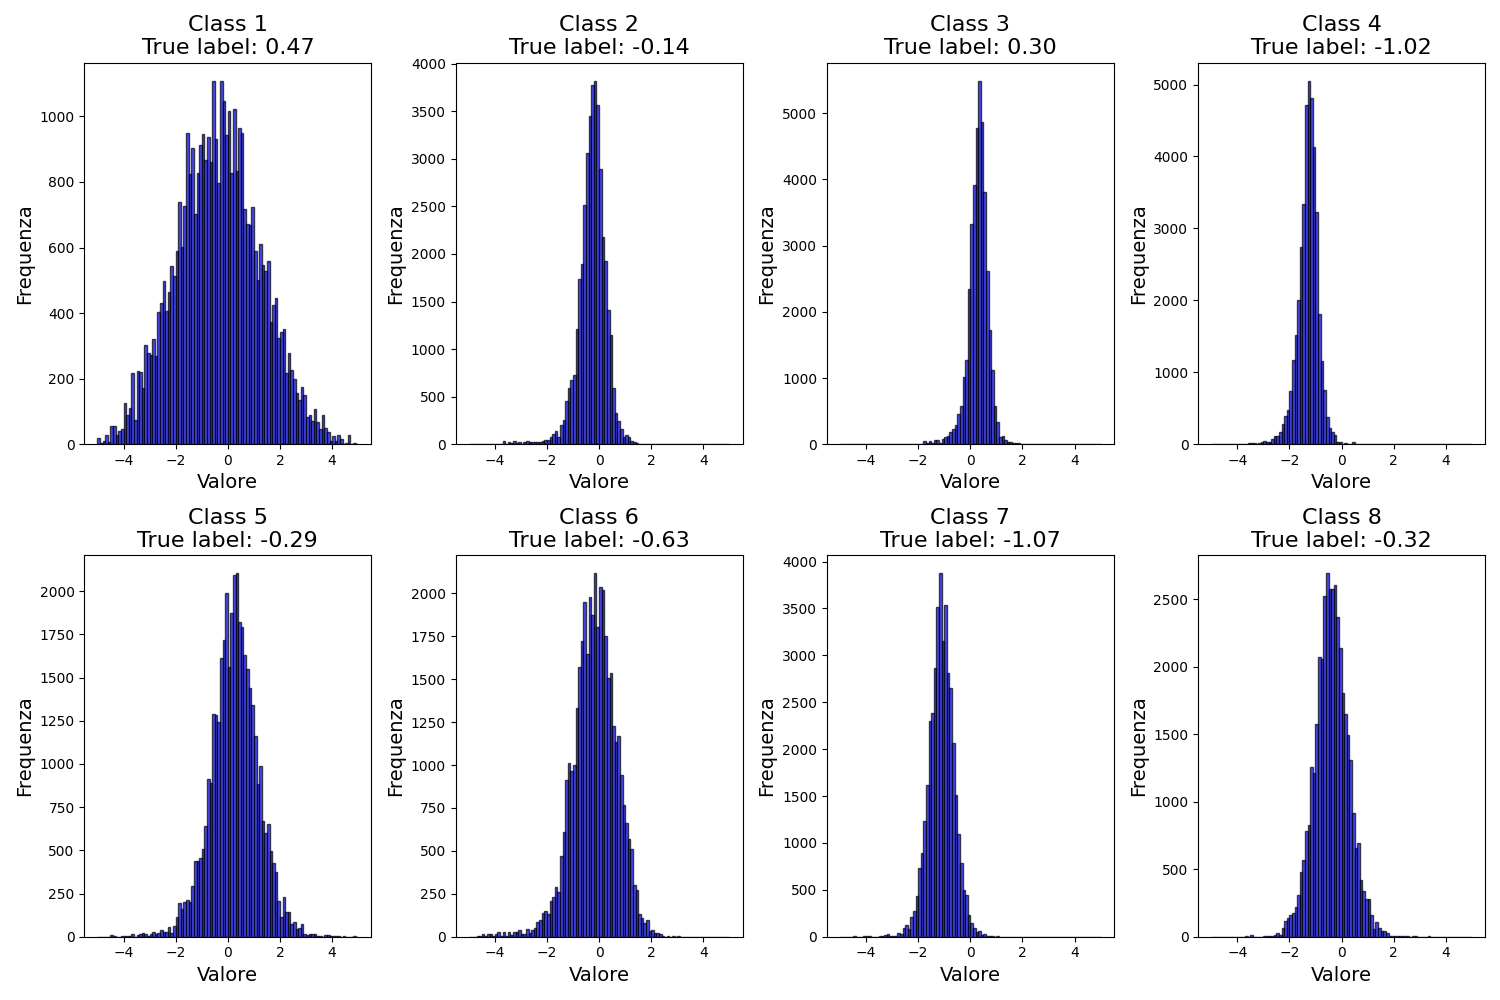 Class 1
True label: 0.47
Class 2
True label: -0.14
Class 3
True label: 0.30
Class 4
True label: -1.02
Frequenza
1000
800
600
400
200
0
−4 −2 0 2 4
Valore
Frequenza
4000
3500
3000
2500
2000
1500
1000
500
0
−4 −2 0 2 4
Valore
Frequenza
5000
4000
3000
2000
1000
0
−4 −2 0 2 4
Valore
Frequenza
5000
4000
3000
2000
1000
0
−4 −2 0 2 4
Valore
Class 5
True label: -0.29
Class 6
True label: -0.63
Class 7
True label: -1.07
Class 8
True label: -0.32
Frequenza
2000
1750
1500
1250
1000
750
500
250
0
−4 −2 0 2 4
Valore
Frequenza
2000
1750
1500
1250
1000
750
500
250
0
−4 −2 0 2 4
Valore
Frequenza
4000
3500
3000
2500
2000
1500
1000
500
0
−4 −2 0 2 4
Valore
Frequenza
2500
2000
1500
1000
500
0
−4 −2 0 2 4
Valore